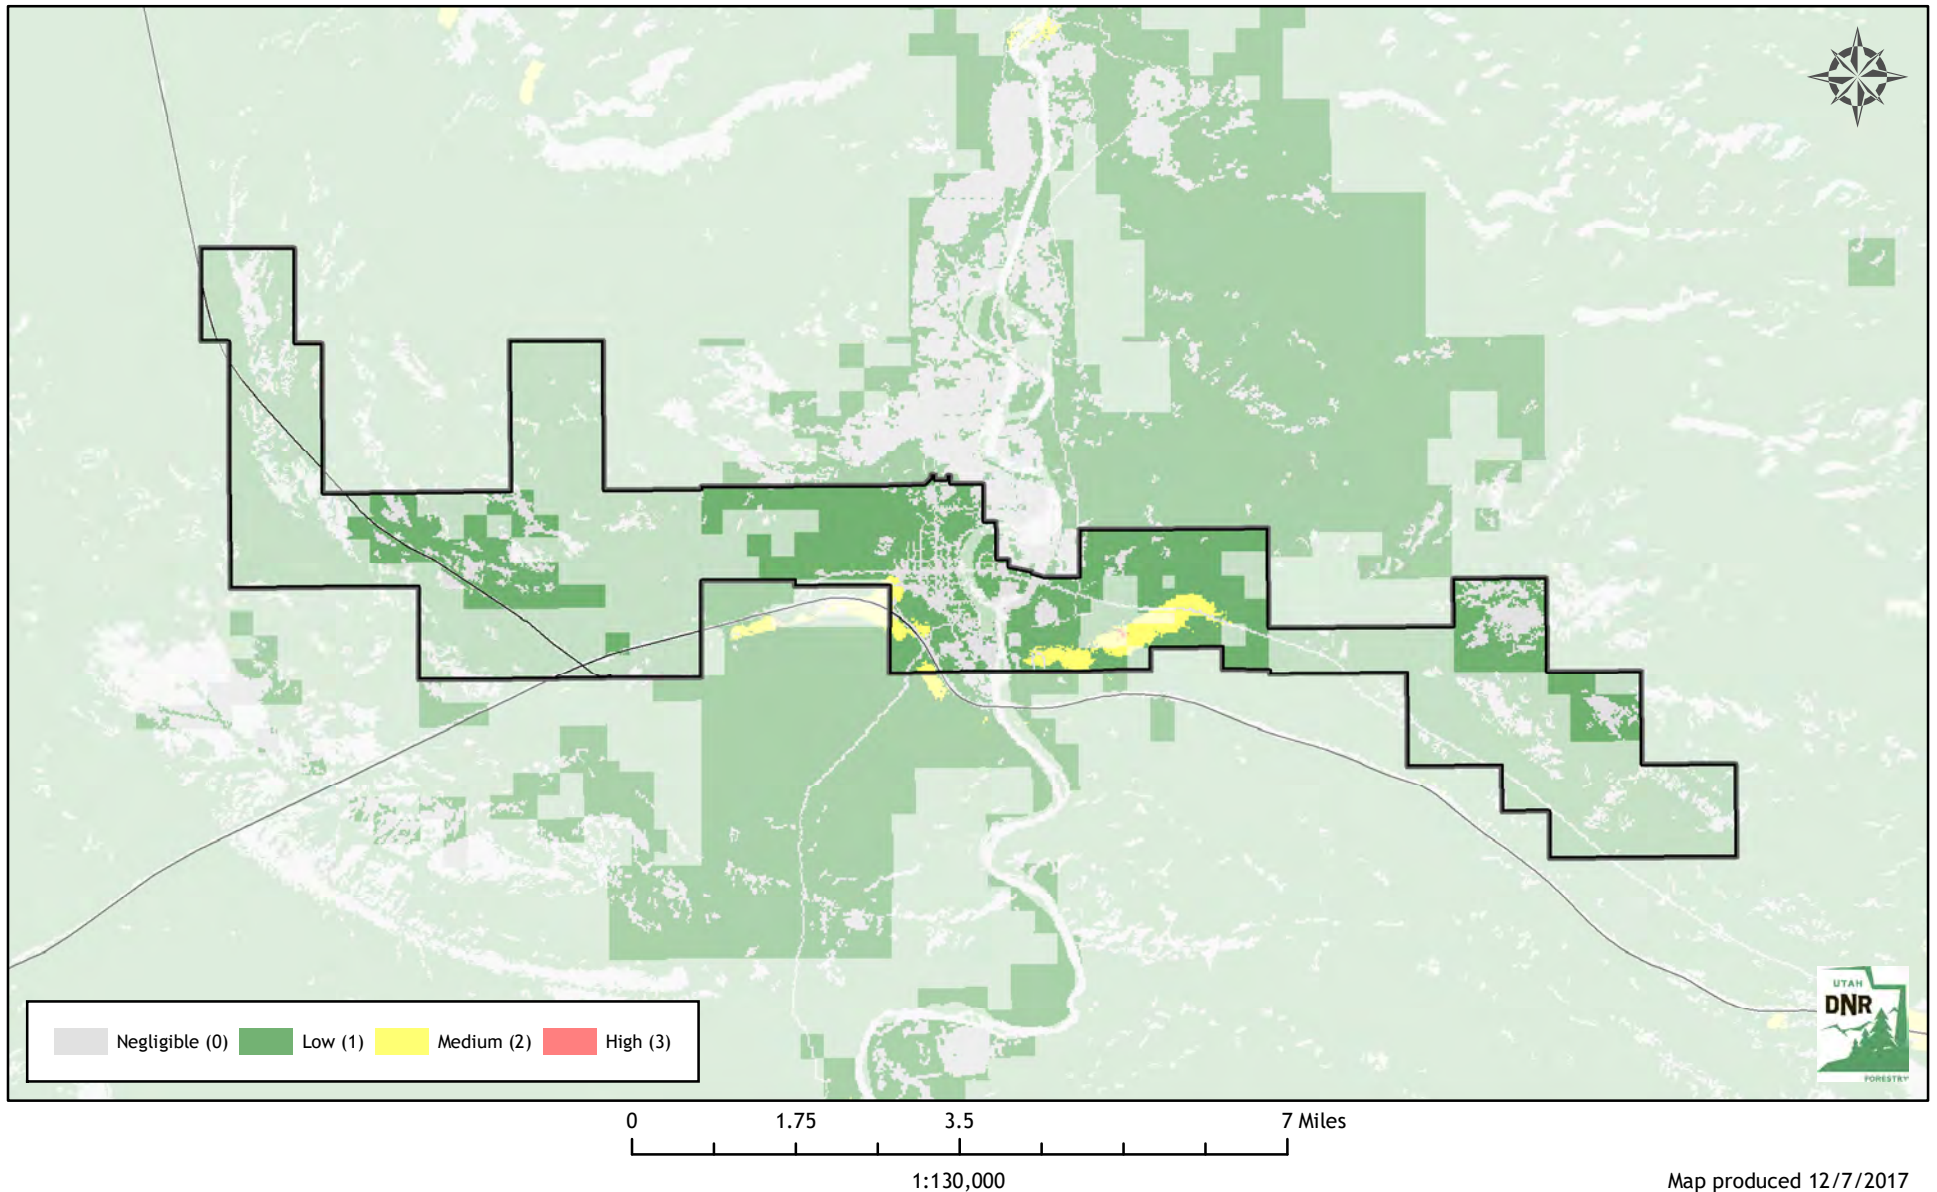 UTAH
DNR
FORESTRY
Negligible (0) Low (1) Medium (2) High (3)
0 1.75 3.5 7 Miles
1:130,000
Map produced 12/7/2017